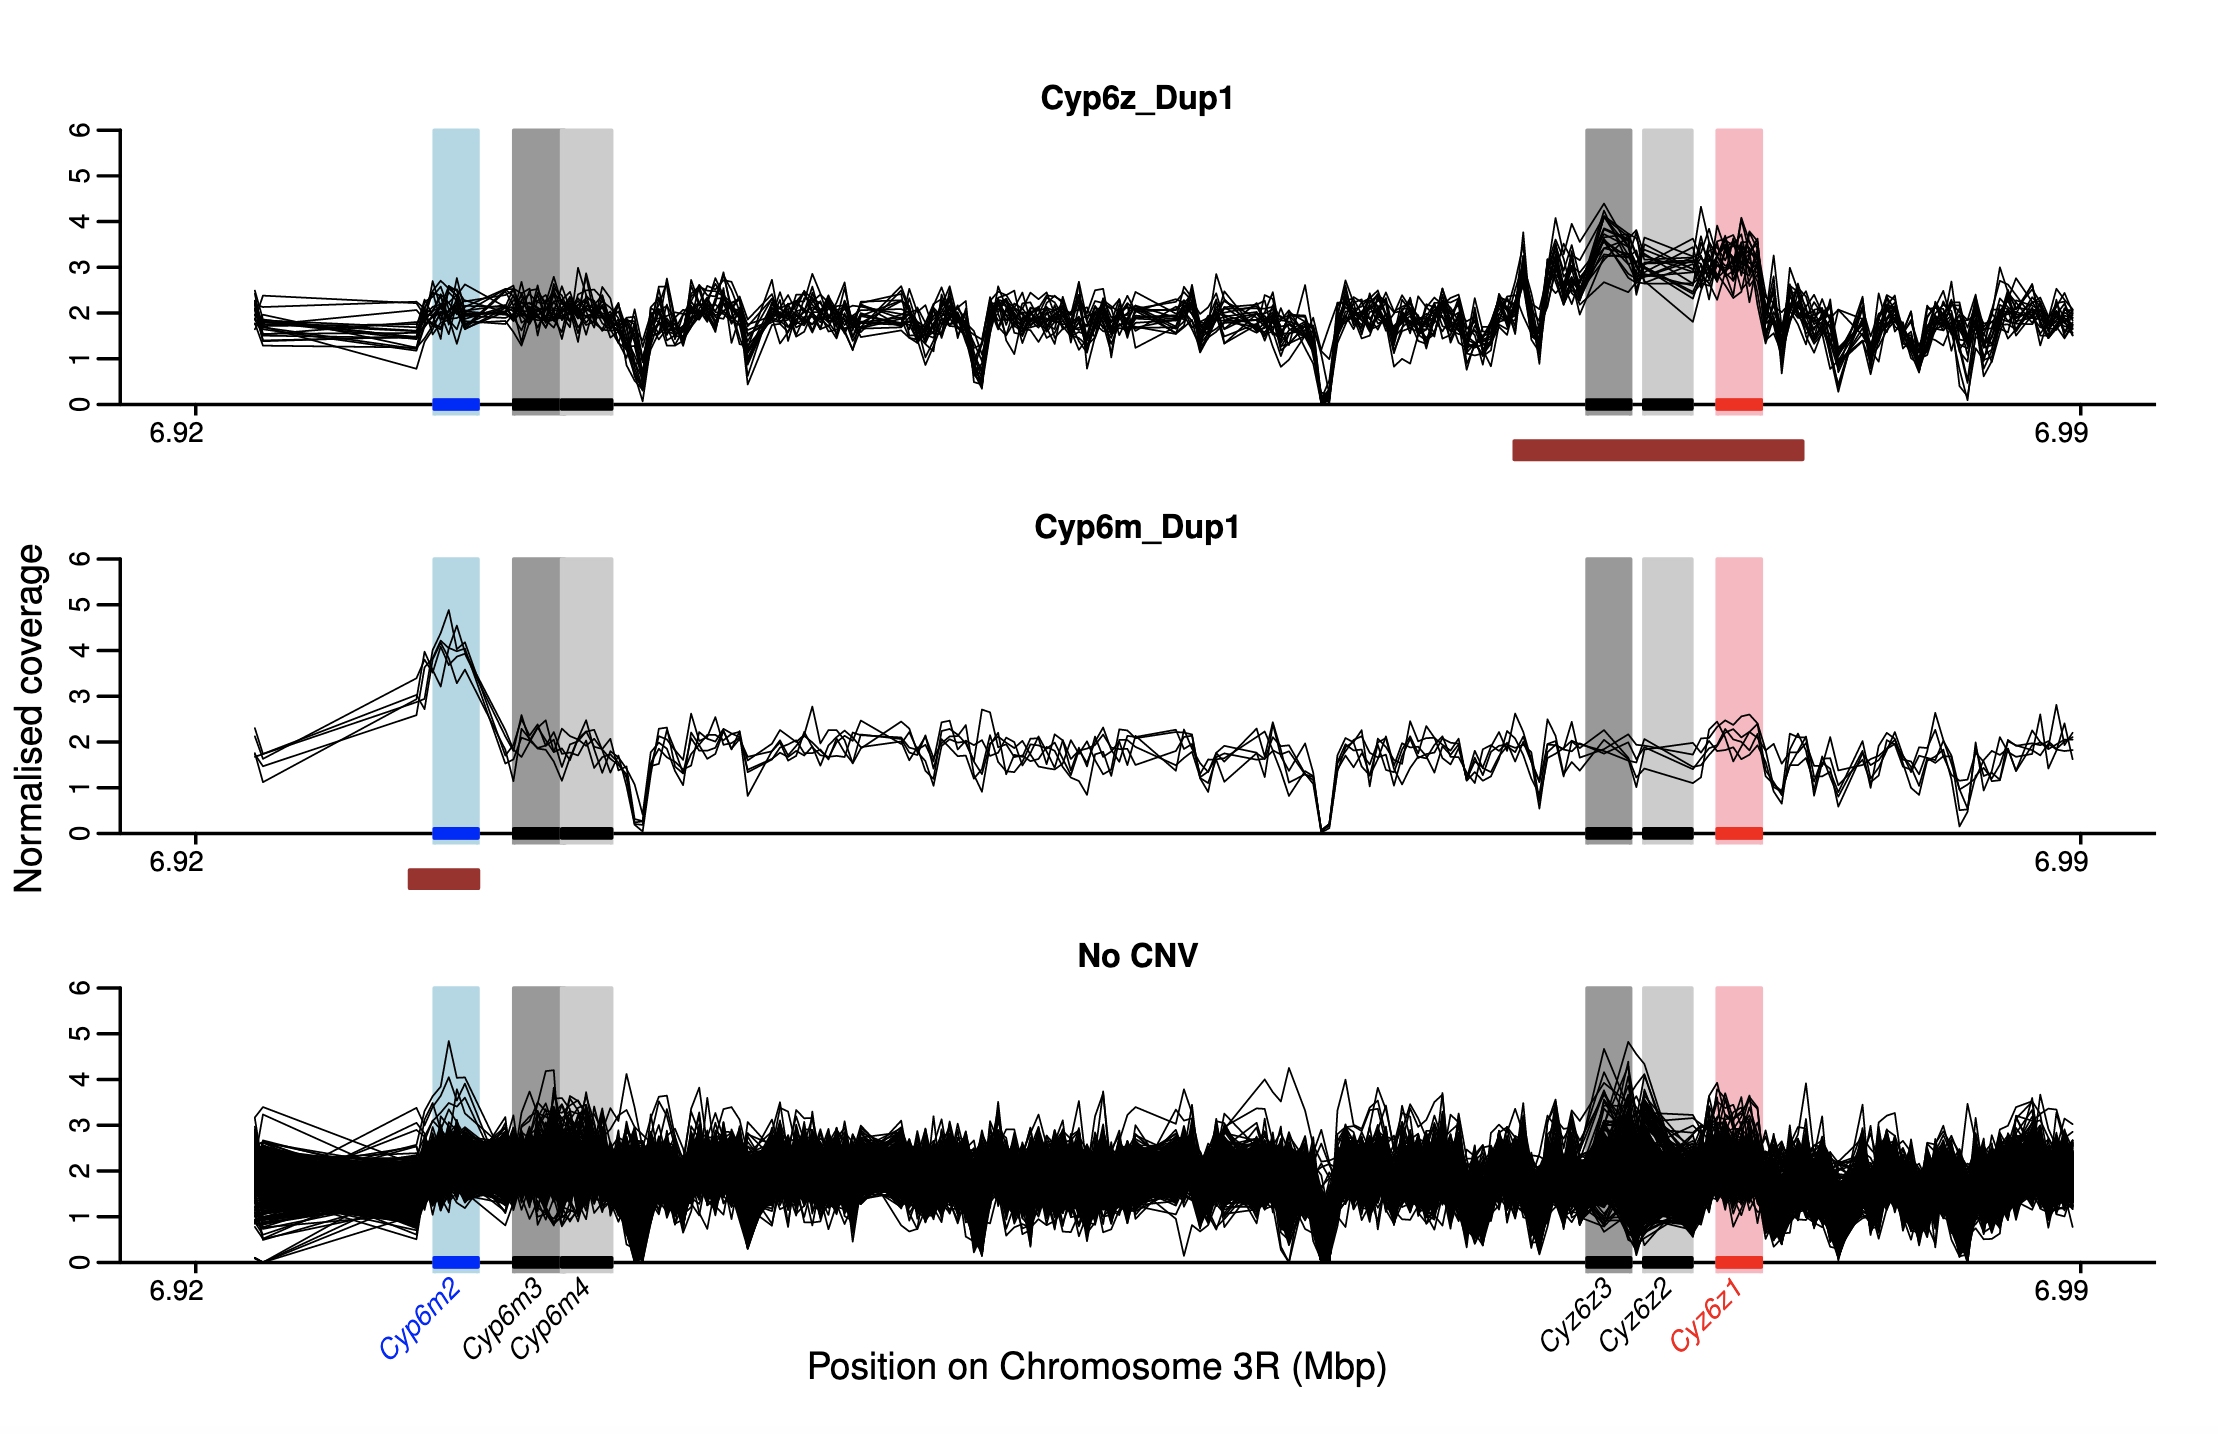 Cyp6z_Dup1
6
5
4
3
2
1
0
6.92
6.99
Cyp6m_Dup1
Normalised coverage
6
5
4
3
2
1
0
6.92
6.99
No CNV
6
5
4
3
2
1
0
6.92
6.99
Cyp6m2
Cyp6m3
Cyp6m4
Cyz6z3
Cyz6z2
Cyz6z1
Position on Chromosome 3R (Mbp)